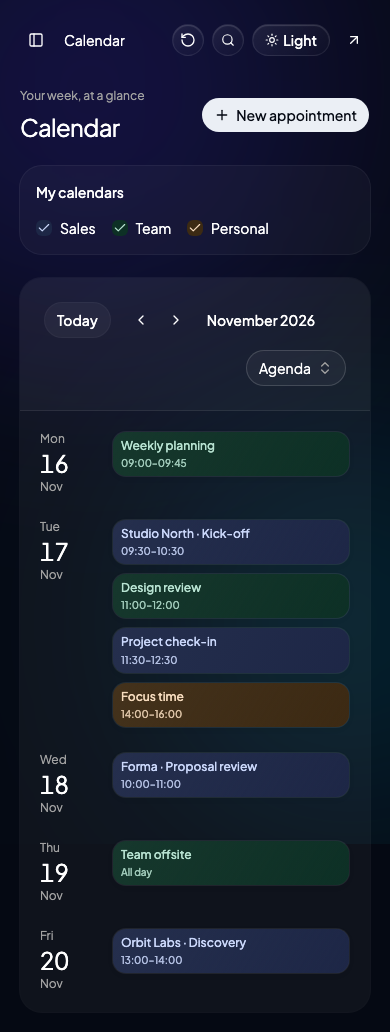 Calendar
Light
Your week, at a glance
Calendar
New appointment
My calendars
Sales
Team
Personal
Today
November 2026
Agenda
Mon
16
Nov
Weekly planning
09:00–09:45
Tue
17
Nov
Studio North · Kick-off
09:30–10:30
Design review
11:00–12:00
Project check-in
11:30–12:30
Focus time
14:00–16:00
Wed
18
Nov
Forma · Proposal review
10:00–11:00
Thu
19
Nov
Team offsite
All day
Fri
20
Nov
Orbit Labs · Discovery
13:00–14:00